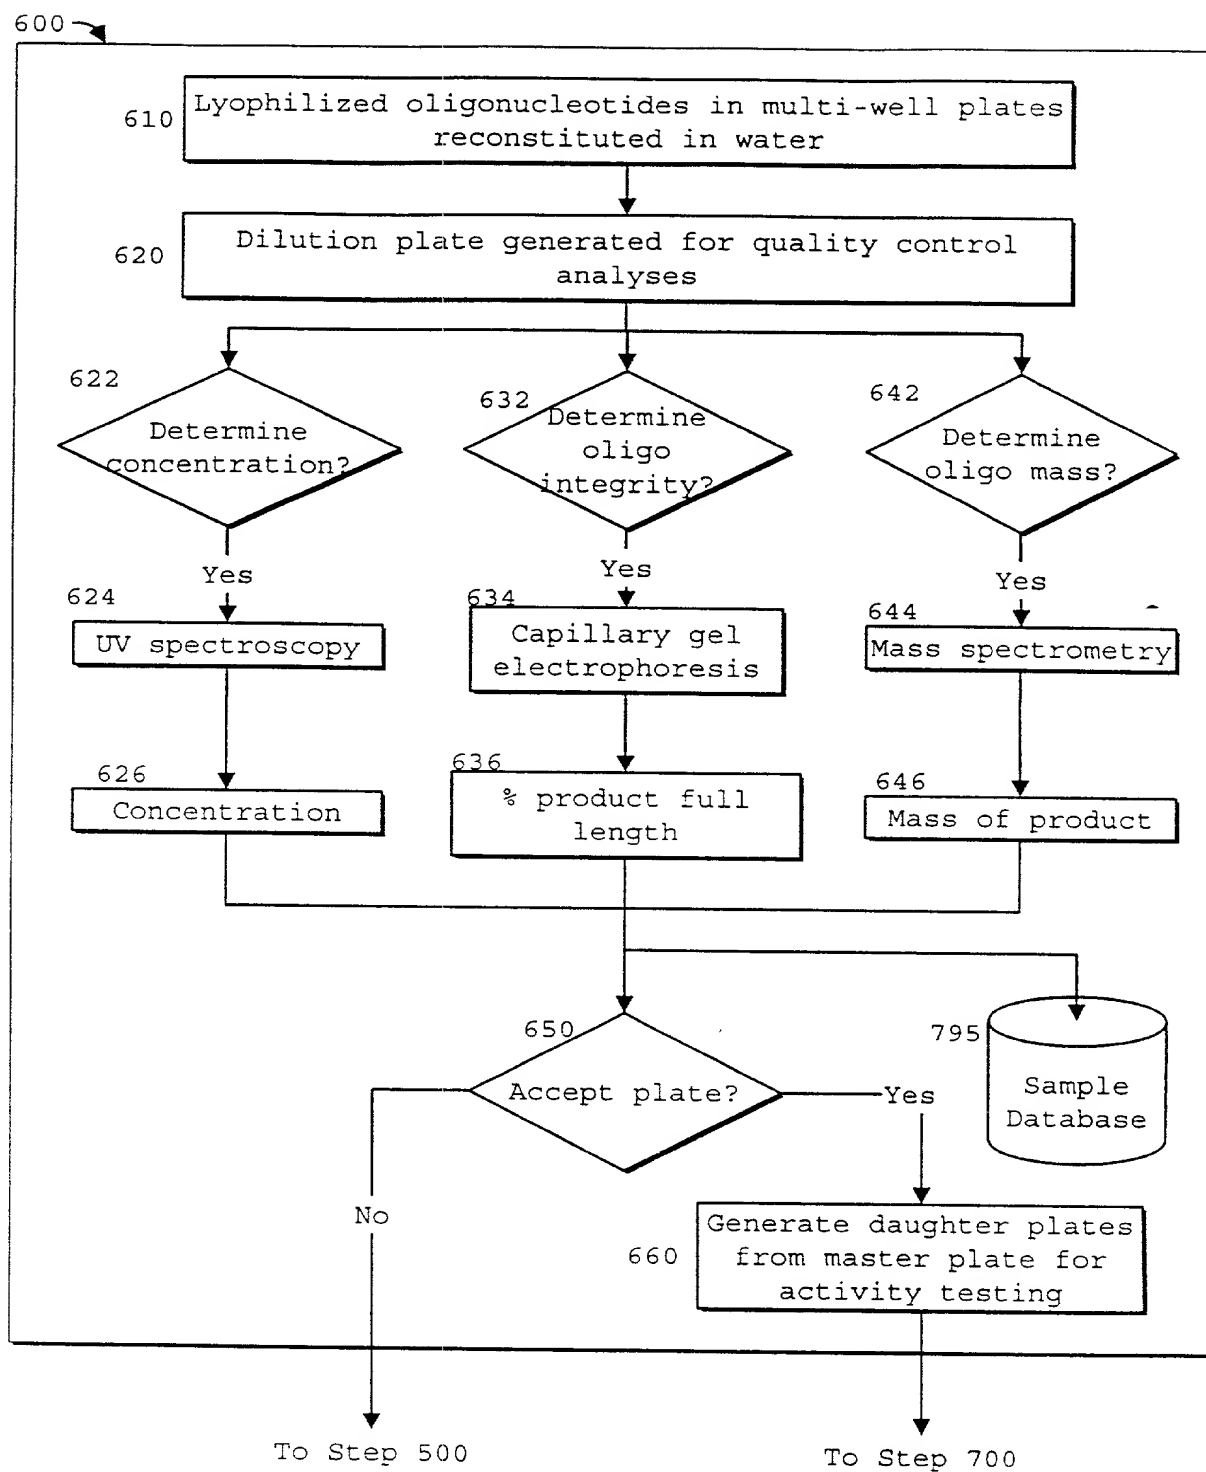 600
610
Lyophilized oligonucleotides in multi-well plates
reconstituted in water
620
Dilution plate generated for quality control
analyses
622
Determine
concentration?
632
Determine
oligo
integrity?
642
Determine
oligo mass?
Yes
Yes
Yes
624
UV spectroscopy
634
Capillary gel
electrophoresis
644
Mass spectrometry
626
Concentration
636
% product full
length
646
Mass of product
650
Accept plate?
795
Sample
Database
Yes
No
660
Generate daughter plates
from master plate for
activity testing
To Step 500
To Step 700